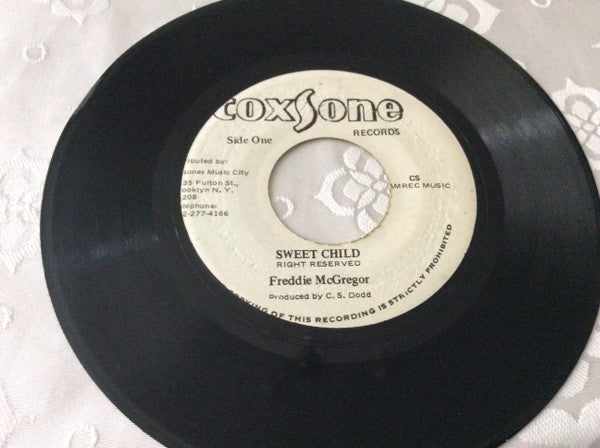 coxsone
RECORDS
Side One
ributed by:
sones Music City
35 Fulton St.,
ooklyn N. Y.
208
lephone:
2-277-4166
CS
AMREC MUSIC
SWEET CHILD
RIGHT RESERVED
Freddie McGregor
Produced by C. S. Dodd
PYING OF THIS RECORDING IS STRICTLY PROHIBITED